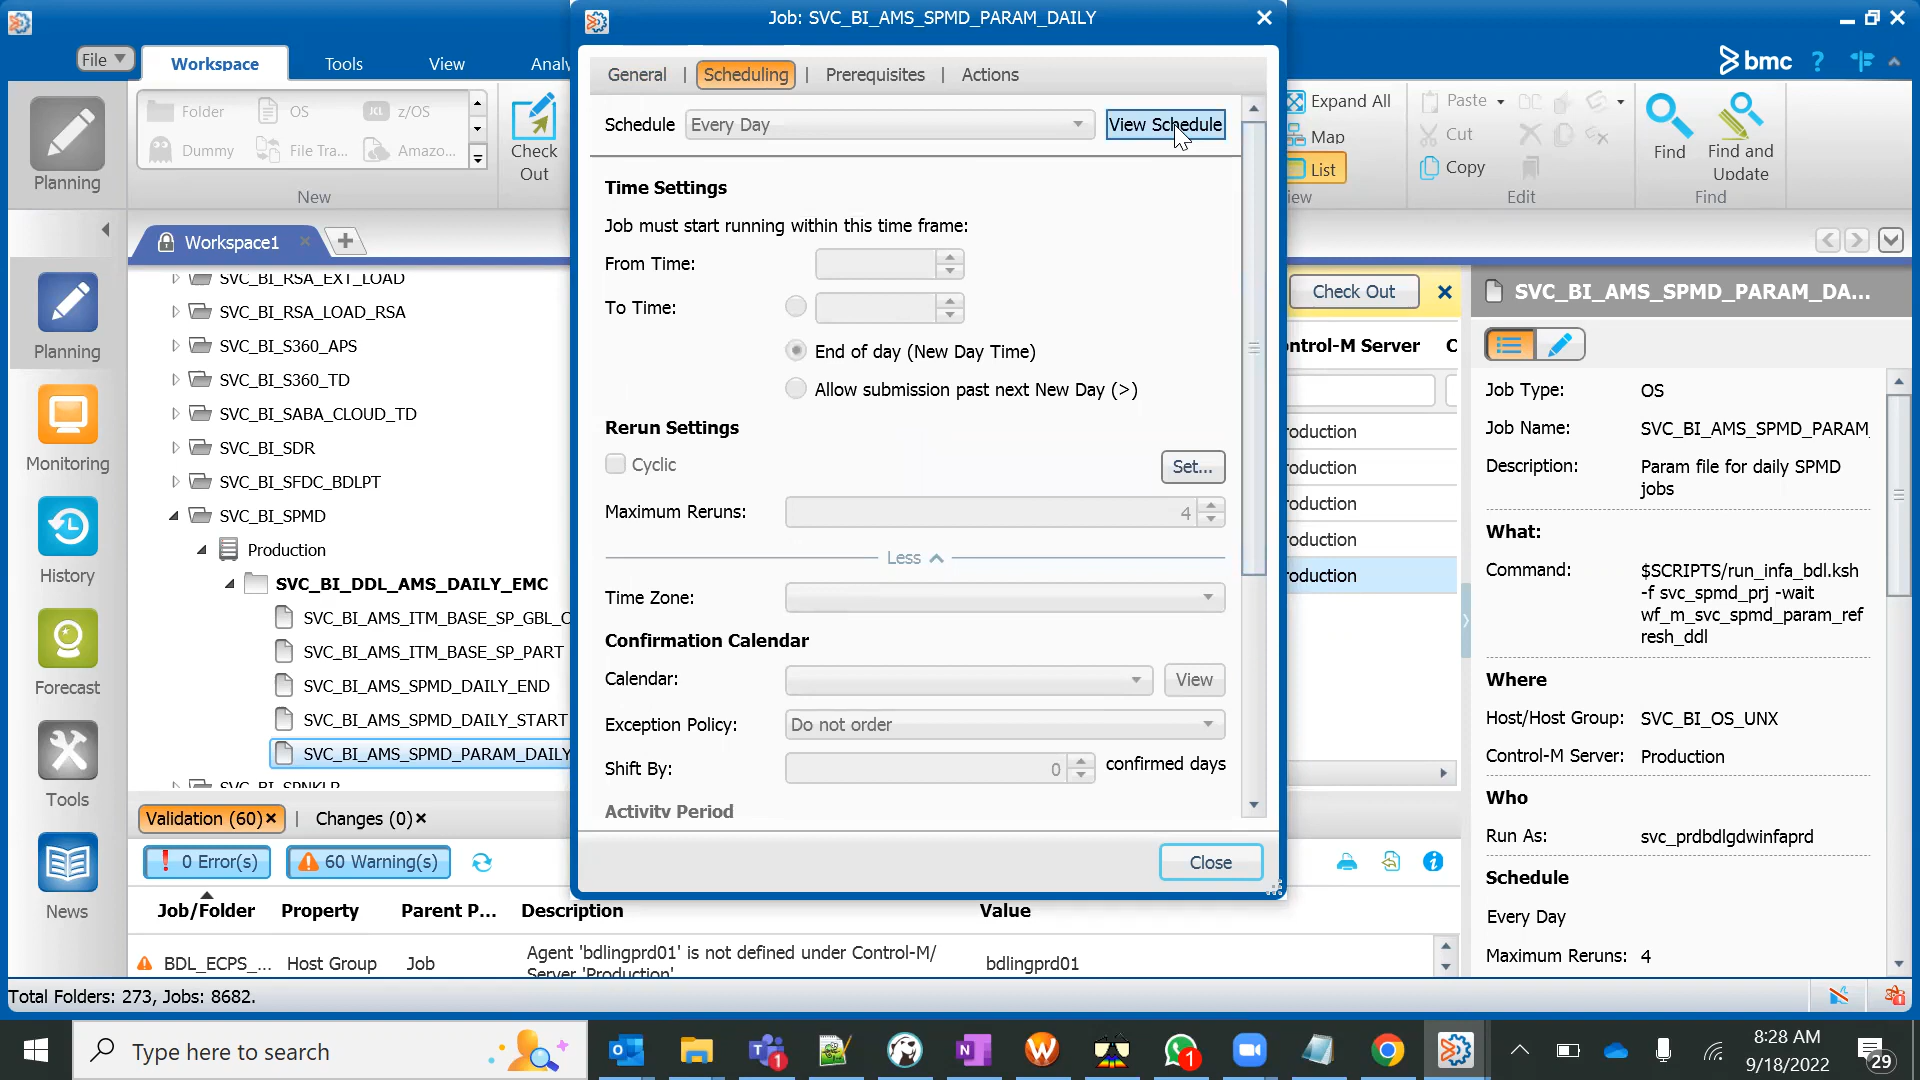 Job: SVC_BI_AMS_SPMD_PARAM_DAILY
File
Workspace
Tools
View
bmc
?
Planning
Folder
OS
JCL z/OS
Dummy
File Tra...
Amazo...
New
Check
Out
General | Scheduling | Prerequisites | Actions
Schedule Every Day View Schedule
Time Settings
Job must start running within this time frame:
From Time:
To Time:
End of day (New Day Time)
Allow submission past next New Day (>)
Rerun Settings
Cyclic
Set...
Maximum Reruns: 4
Less
Time Zone:
Confirmation Calendar
Calendar: View
Exception Policy: Do not order
Shift By: 0 confirmed days
Activity Period
Close
Expand All
Map
List
Paste
Cut
Copy
Edit
Find
Find and
Update
Find
Workspace1
Planning
Monitoring
History
Forecast
Tools
News
SVC_BI_RSA_EXT_LOAD
SVC_BI_RSA_LOAD_RSA
SVC_BI_S360_APS
SVC_BI_S360_TD
SVC_BI_SABA_CLOUD_TD
SVC_BI_SDR
SVC_BI_SFDC_BDLPT
SVC_BI_SPMD
Production
SVC_BI_DDL_AMS_DAILY_EMC
SVC_BI_AMS_ITM_BASE_SP_GBL_C
SVC_BI_AMS_ITM_BASE_SP_PART
SVC_BI_AMS_SPMD_DAILY_END
SVC_BI_AMS_SPMD_DAILY_START
SVC_BI_AMS_SPMD_PARAM_DAILY
Check Out
ntrol-M Server C
roduction
roduction
roduction
roduction
roduction
SVC_BI_AMS_SPMD_PARAM_DA...
Job Type: OS
Job Name: SVC_BI_AMS_SPMD_PARAM_
Description: Param file for daily SPMD
jobs
What:
Command: $SCRIPTS/run_infa_bdl.ksh
-f svc_spmd_prj -wait
wf_m_svc_spmd_param_ref
resh_ddl
Where
Host/Host Group: SVC_BI_OS_UNX
Control-M Server: Production
Who
Run As: svc_prdbdlgdwinfaprd
Schedule
Every Day
Maximum Reruns: 4
Validation (60) | Changes (0)
0 Error(s) 60 Warning(s)
Job/Folder Property Parent P... Description Value
BDL_ECPS_... Host Group Job Agent 'bdlingprd01' is not defined under Control-M/ bdlingprd01
Server 'Production'
Total Folders: 273, Jobs: 8682.
Type here to search
1
1
8:28 AM
9/18/2022
29